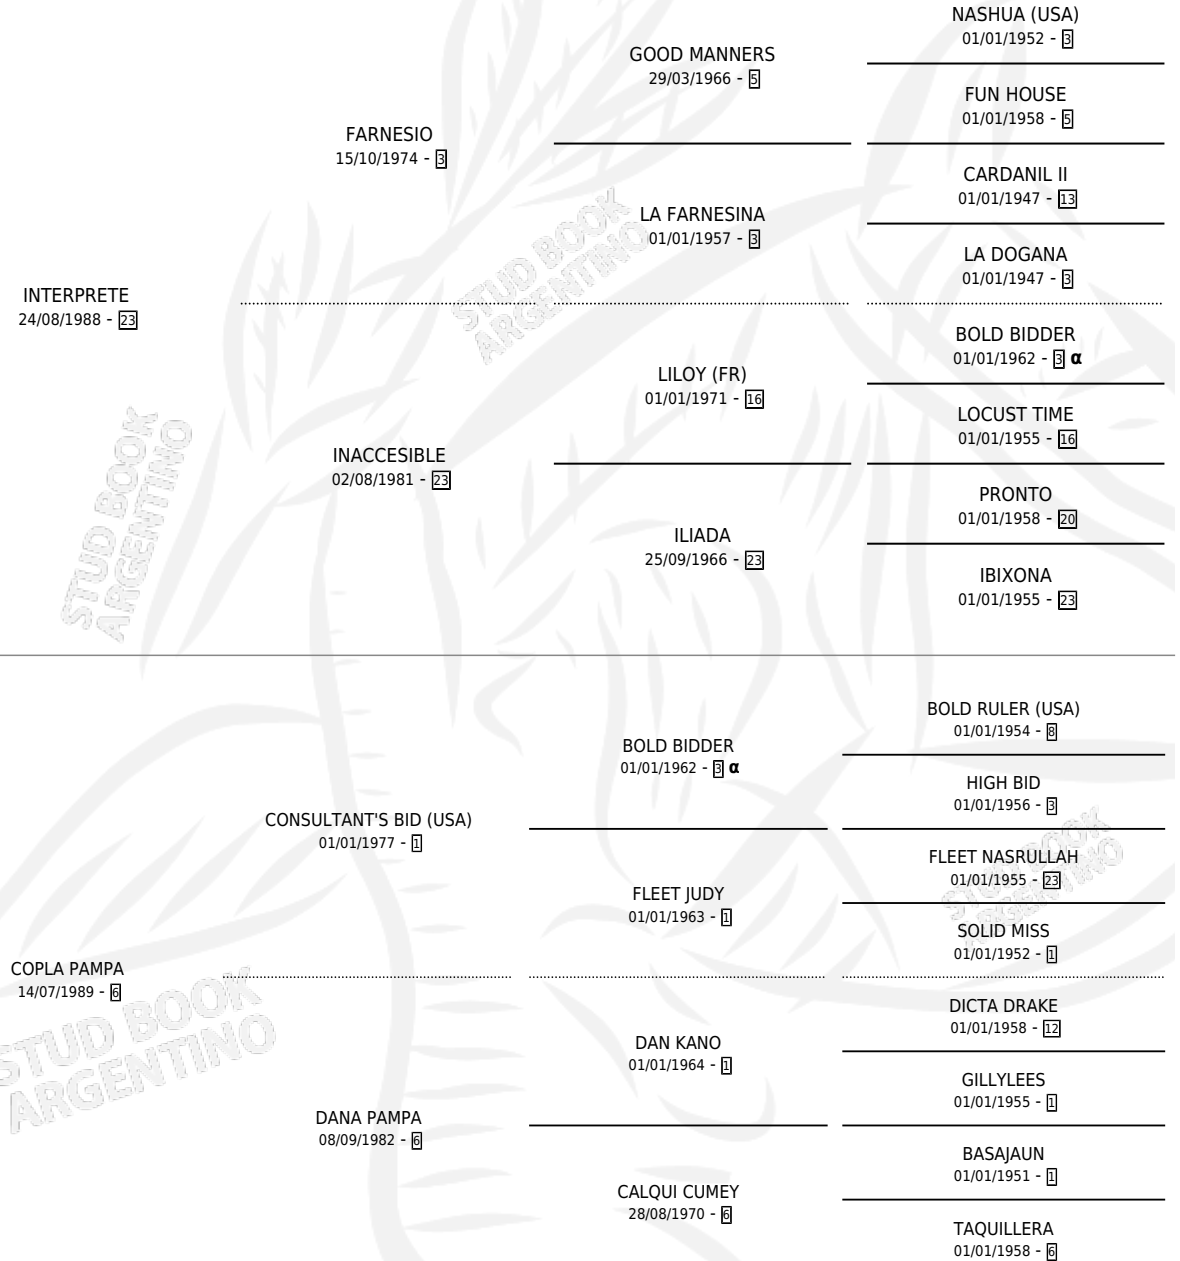 NASHUA (USA)
01/01/1952 - 3
GOOD MANNERS
29/03/1966 - 5
FUN HOUSE
01/01/1958 - 5
FARNESIO
15/10/1974 - 3
CARDANIL II
01/01/1947 - 13
LA FARNESINA
01/01/1957 - 3
LA DOGANA
01/01/1947 - 3
INTERPRETE
24/08/1988 - 23
BOLD BIDDER
01/01/1962 - 3 α
LILOY (FR)
01/01/1971 - 16
LOCUST TIME
01/01/1955 - 16
INACCESIBLE
02/08/1981 - 23
PRONTO
01/01/1958 - 20
ILIADA
25/09/1966 - 23
IBIXONA
01/01/1955 - 23
BOLD RULER (USA)
01/01/1954 - 8
BOLD BIDDER
01/01/1962 - 3 α
HIGH BID
01/01/1956 - 3
CONSULTANT'S BID (USA)
01/01/1977 - 1
FLEET NASRULLAH
01/01/1955 - 23
FLEET JUDY
01/01/1963 - 1
SOLID MISS
01/01/1952 - 1
COPLA PAMPA
14/07/1989 - 6
DICTA DRAKE
01/01/1958 - 12
DAN KANO
01/01/1964 - 1
GILLYLEES
01/01/1955 - 1
DANA PAMPA
08/09/1982 - 6
BASAJAUN
01/01/1951 - 1
CALQUI CUMEY
28/08/1970 - 6
TAQUILLERA
01/01/1958 - 6
STUD BOOK
ARGENTINO
STUD BOOK
ARGENTINO
STUD BOOK
ARGENTINO
STUD BOOK
ARGENTINO